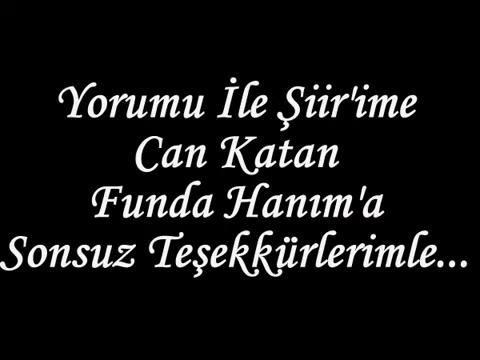 Yorumu İle Şiir'ime
Can Katan
Funda Hanım'a
Sonsuz Teşekkürlerimle...